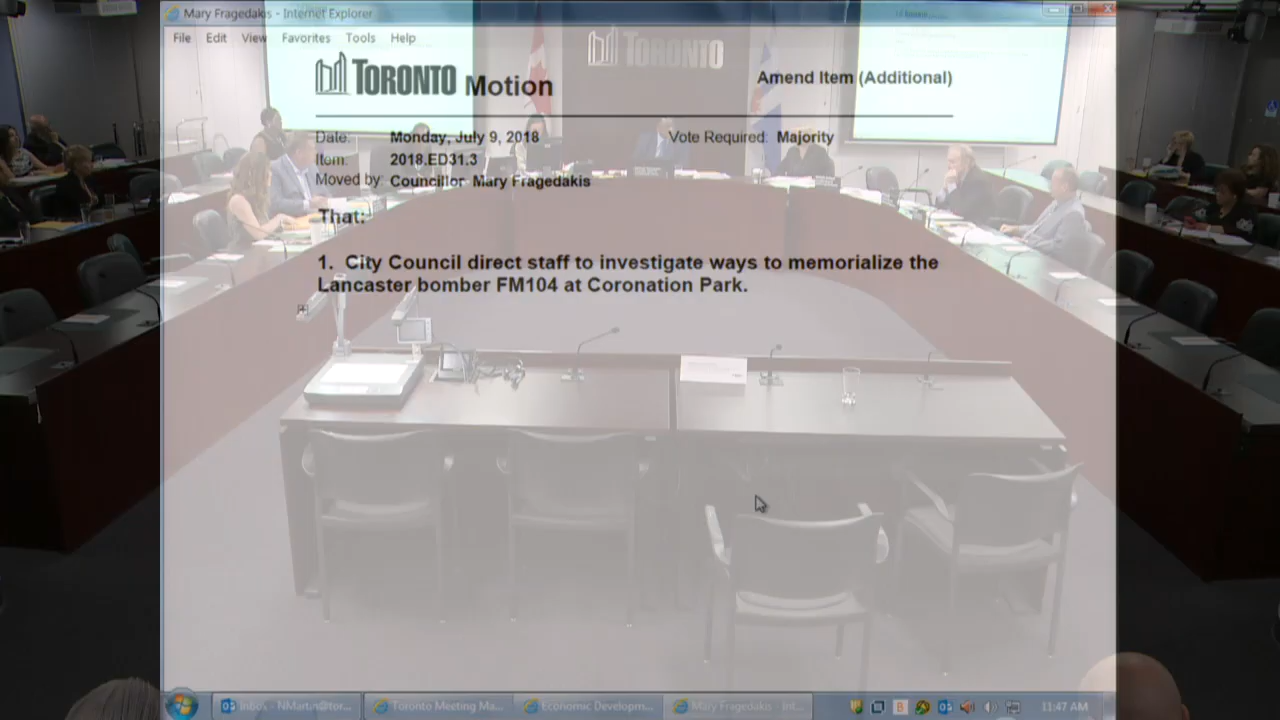 Mary Fragedakis - Internet Explorer
File Edit View Favorites Tools Help
TORONTO Motion
Amend Item (Additional)
TORONTO
Date: Monday, July 9, 2018
Vote Required: Majority
Item: 2018.ED31.3
Moved by: Councillor Mary Fragedakis
That:
1. City Council direct staff to investigate ways to memorialize the
Lancaster bomber FM104 at Coronation Park.
Inbox - NMartin@tor...
Toronto Meeting Ma...
Economic Developm...
Mary Fragedakis - Int...
11:47 AM